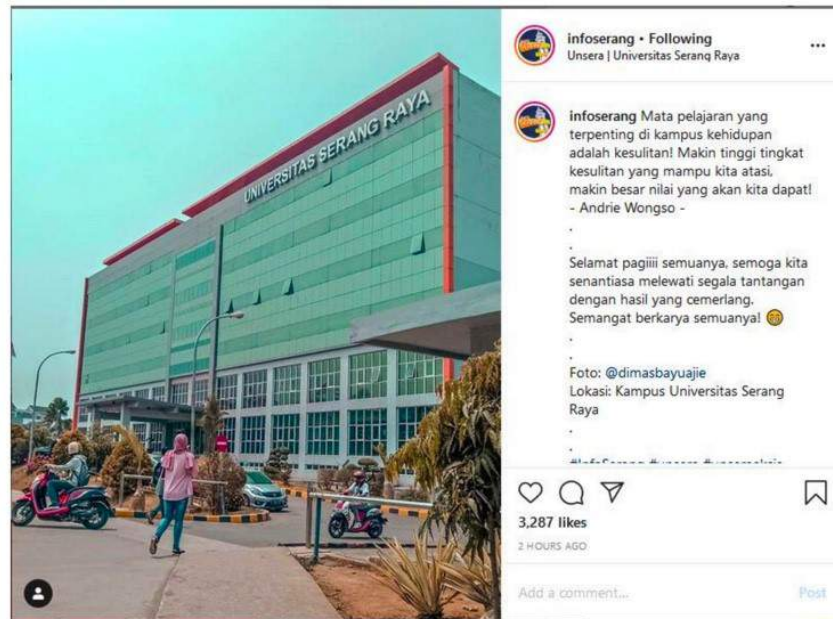 UNIVERSITAS SERANG RAYA
infoserang • Following
Unsera | Universitas Serang Raya
infoserang Mata pelajaran yang
terpenting di kampus kehidupan
adalah kesulitan! Makin tinggi tingkat
kesulitan yang mampu kita atasi,
makin besar nilai yang akan kita dapat!
- Andrie Wongso -
.
.
Selamat pagiiii semuanya, semoga kita
senantiasa melewati segala tantangan
dengan hasil yang cemerlang.
Semangat berkarya semuanya! 😁
.
.
Foto: @dimasbayuajie
Lokasi: Kampus Universitas Serang
Raya
.
.
#InfoSerang #unsera
3,287 likes
2 HOURS AGO
Add a comment...
Post